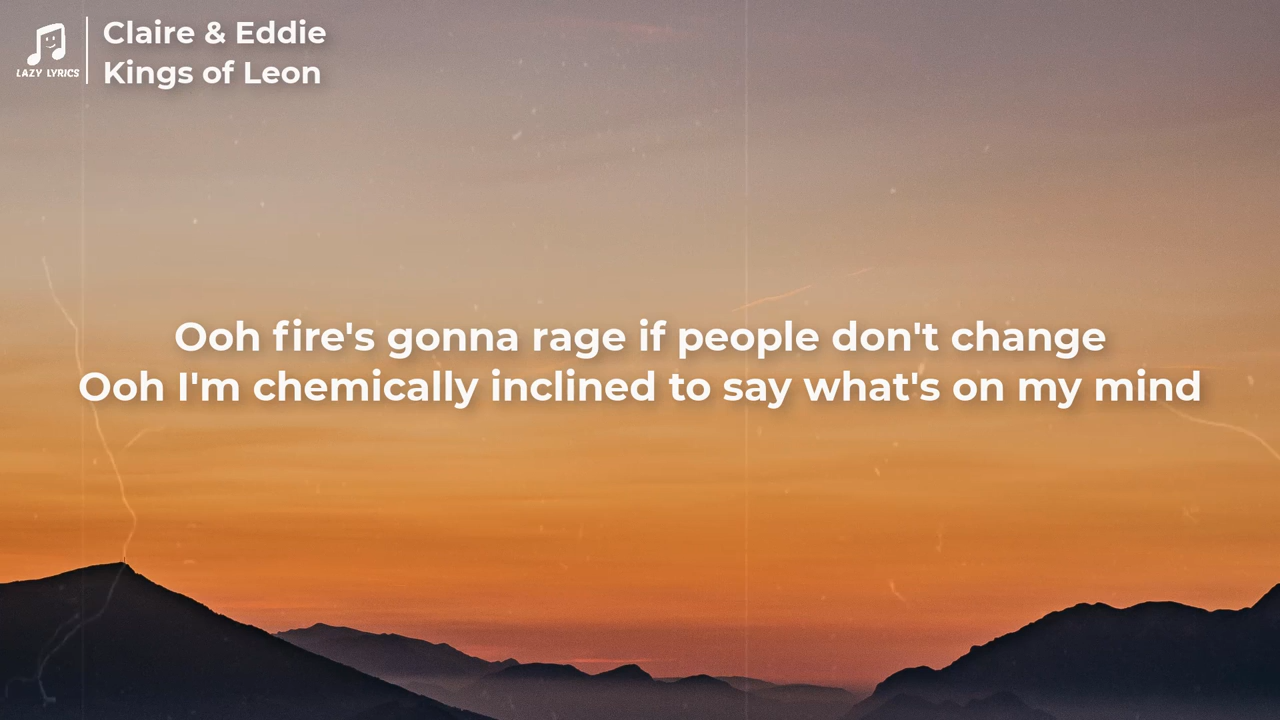 LAZY LYRICS
Claire & Eddie
Kings of Leon
Ooh fire's gonna rage if people don't change
Ooh I'm chemically inclined to say what's on my mind